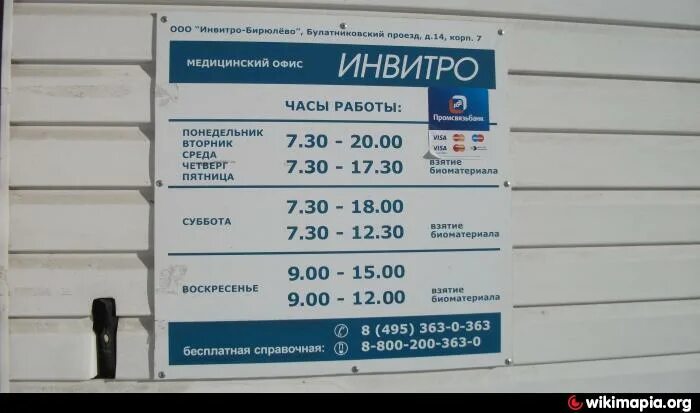 ООО "Инвитро-Бирюлёво", Булатниковский проезд, д.14, корп. 7
МЕДИЦИНСКИЙ ОФИС ИНВИТРО
ЧАСЫ РАБОТЫ:
Промсвязьбанк
VISA
VISA
ПОНЕДЕЛЬНИК
ВТОРНИК
СРЕДА
ЧЕТВЕРГ
ПЯТНИЦА
7.30 - 20.00
7.30 - 17.30 взятие
биоматериала
СУББОТА
7.30 - 18.00
7.30 - 12.30 взятие
биоматериала
ВОСКРЕСЕНЬЕ
9.00 - 15.00
9.00 - 12.00 взятие
биоматериала
8 (495) 363-0-363
бесплатная справочная: 8-800-200-363-0
wikimapia.org